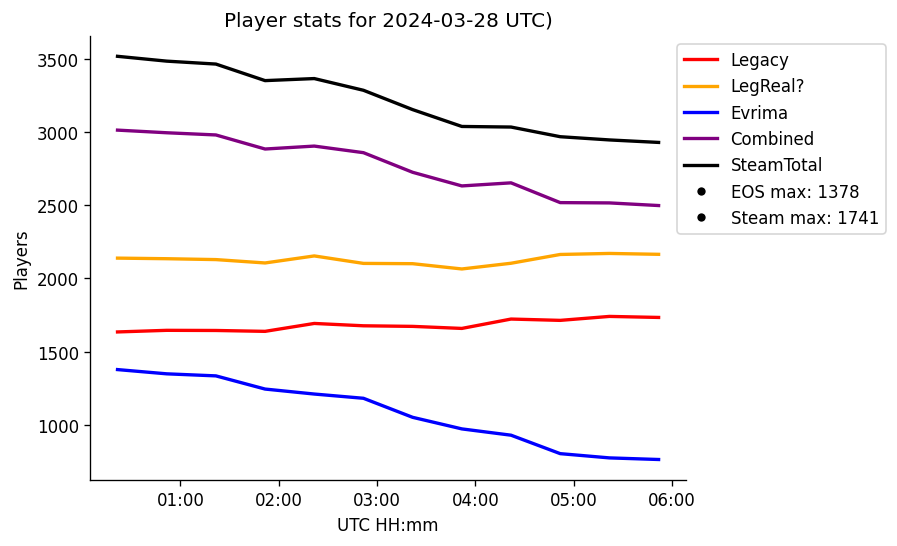 Player stats for 2024-03-28 UTC)
Players
3500
3000
2500
2000
1500
1000
01:00
02:00
03:00
04:00
05:00
06:00
UTC HH:mm
Legacy
LegReal?
Evrima
Combined
SteamTotal
EOS max: 1378
Steam max: 1741